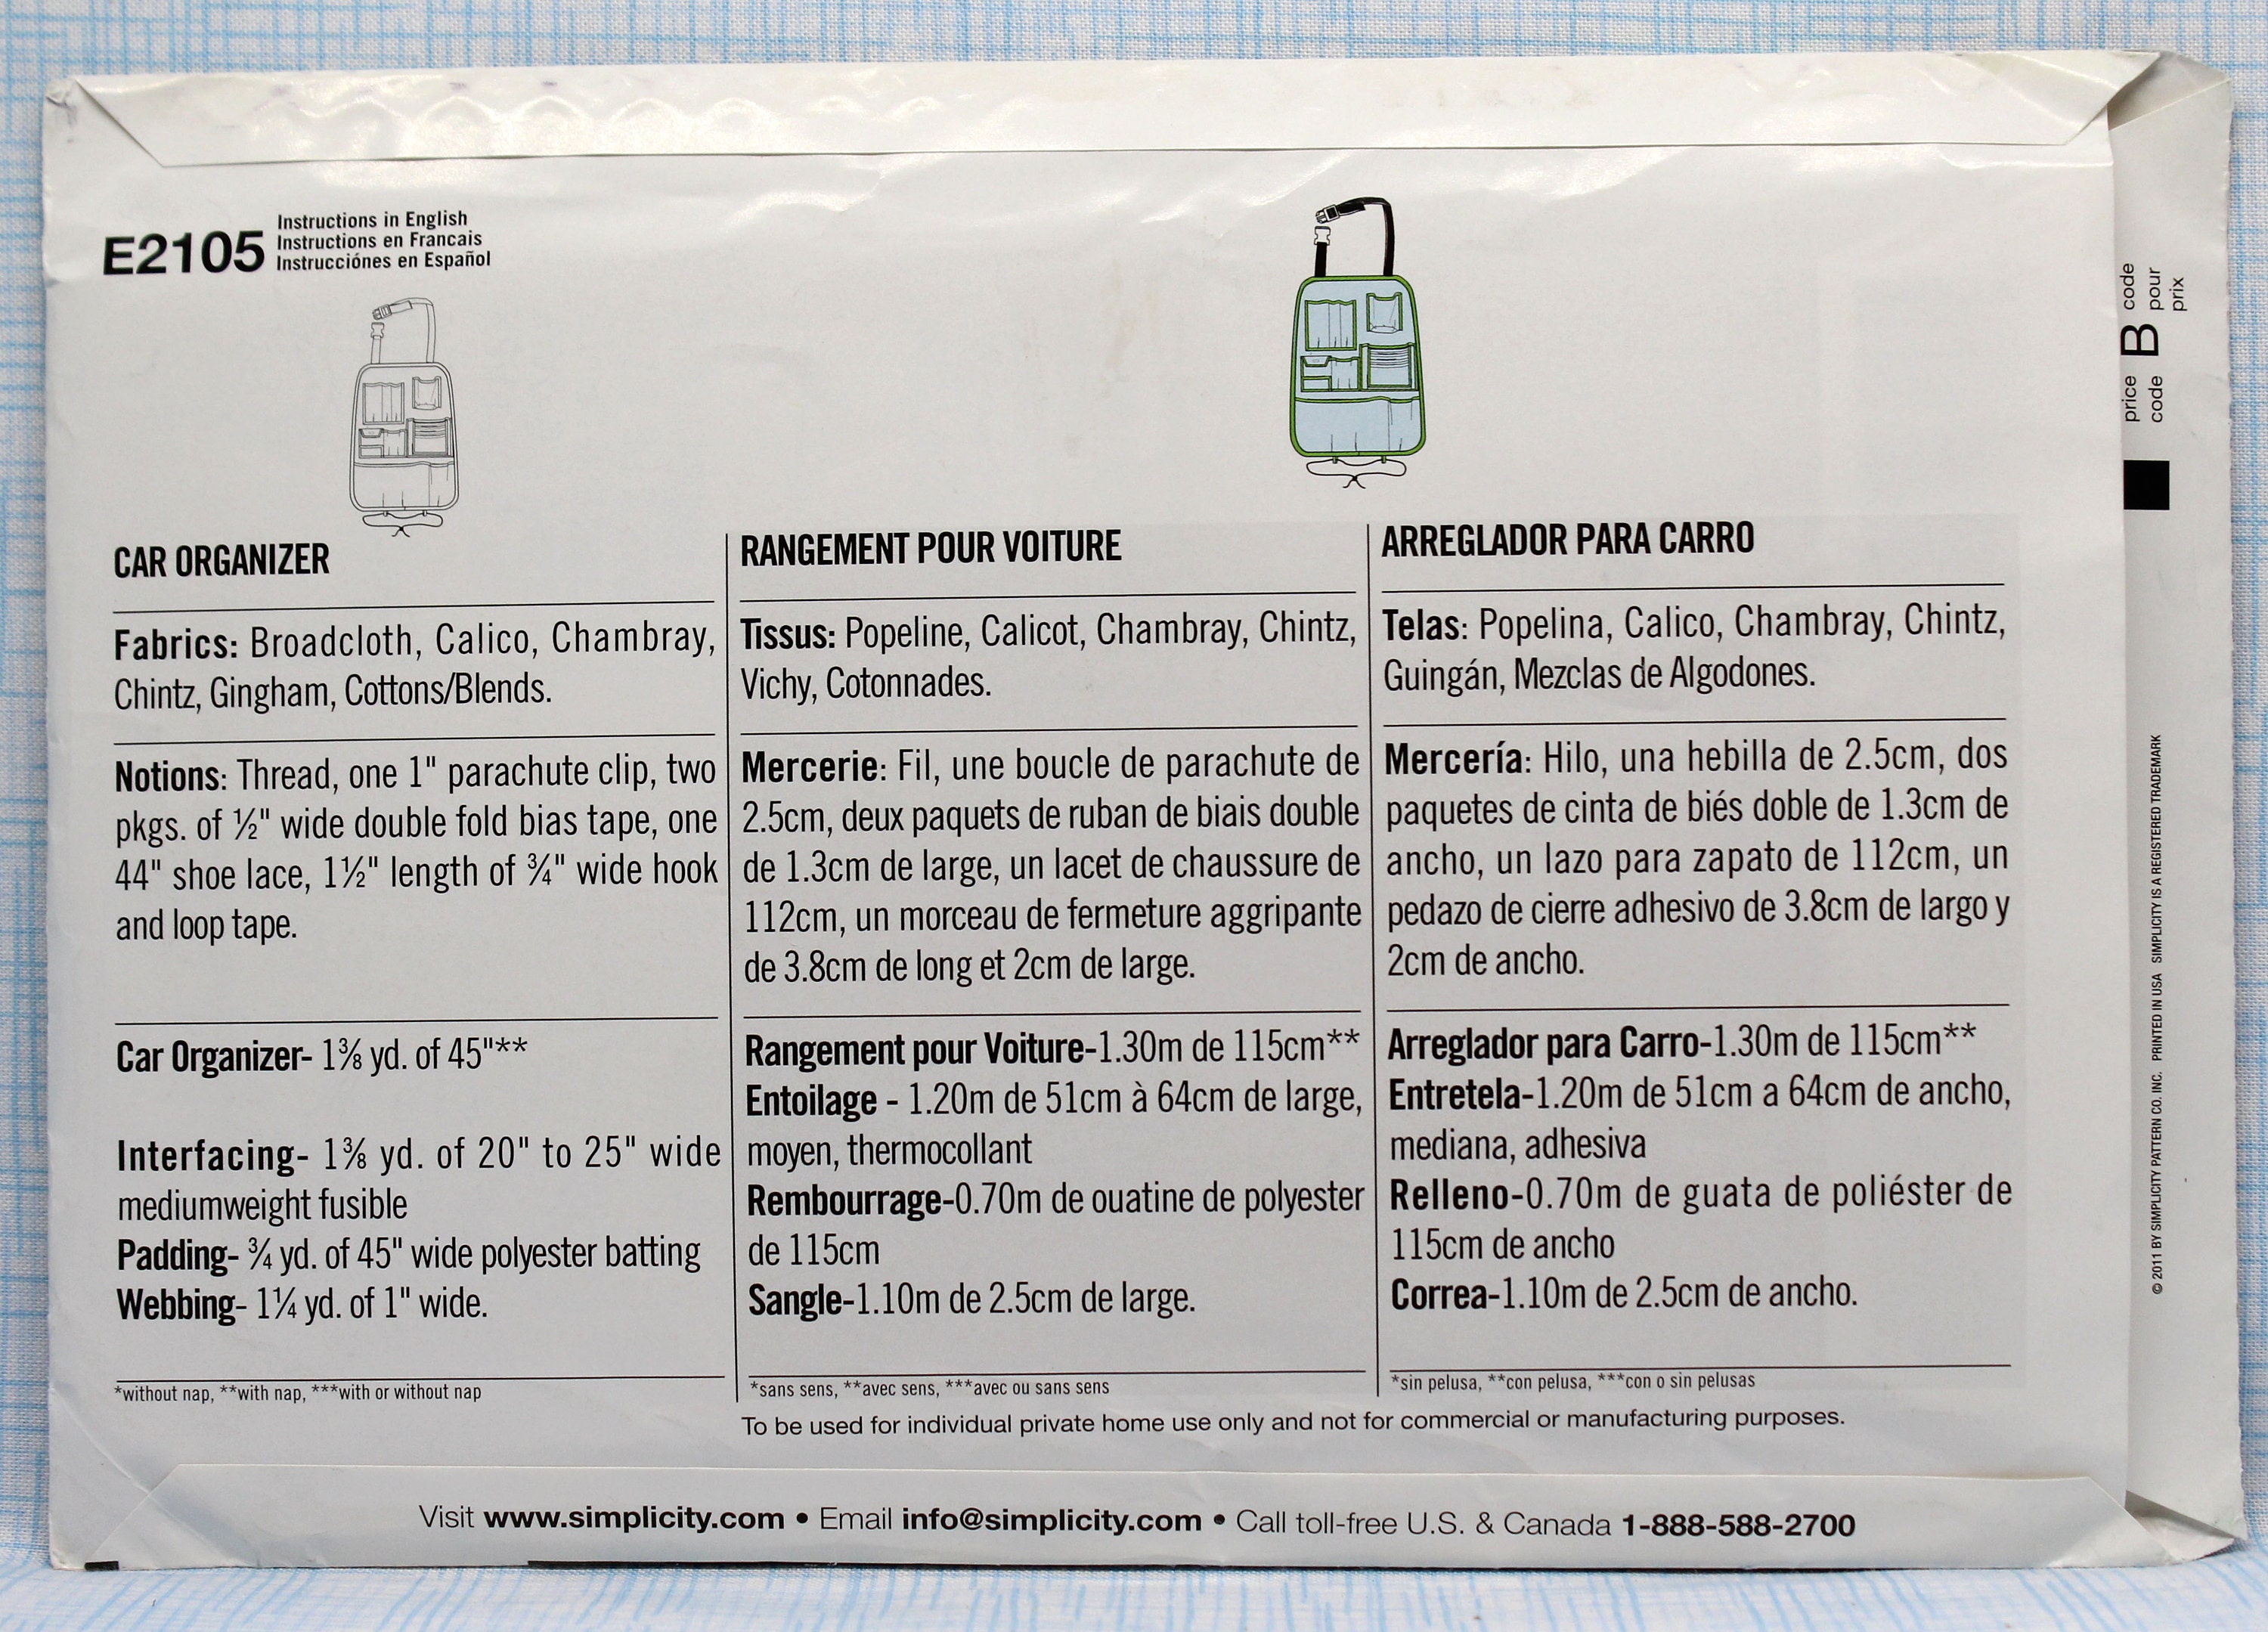 E2105
Instructions in English
Instructions en Francais
Instrucciónes en Español
CAR ORGANIZER
Fabrics: Broadcloth, Calico, Chambray,
Chintz, Gingham, Cottons/Blends.
Notions: Thread, one 1" parachute clip, two
pkgs. of ½" wide double fold bias tape, one
44" shoe lace, 1½" length of ¾" wide hook
and loop tape.
Car Organizer- 1⅜ yd. of 45"**
Interfacing- 1⅜ yd. of 20" to 25" wide
mediumweight fusible
Padding- ¾ yd. of 45" wide polyester batting
Webbing- 1¼ yd. of 1" wide.
*without nap, **with nap, ***with or without nap
RANGEMENT POUR VOITURE
Tissus: Popeline, Calicot, Chambray, Chintz,
Vichy, Cotonnades.
Mercerie: Fil, une boucle de parachute de
2.5cm, deux paquets de ruban de biais double
de 1.3cm de large, un lacet de chaussure de
112cm, un morceau de fermeture aggripante
de 3.8cm de long et 2cm de large.
Rangement pour Voiture-1.30m de 115cm**
Entoilage - 1.20m de 51cm à 64cm de large,
moyen, thermocollant
Rembourrage-0.70m de ouatine de polyester
de 115cm
Sangle-1.10m de 2.5cm de large.
*sans sens, **avec sens, ***avec ou sans sens
ARREGLADOR PARA CARRO
Telas: Popelina, Calico, Chambray, Chintz,
Guingán, Mezclas de Algodones.
Mercería: Hilo, una hebilla de 2.5cm, dos
paquetes de cinta de biés doble de 1.3cm de
ancho, un lazo para zapato de 112cm, un
pedazo de cierre adhesivo de 3.8cm de largo y
2cm de ancho.
Arreglador para Carro-1.30m de 115cm**
Entretela-1.20m de 51cm a 64cm de ancho,
mediana, adhesiva
Relleno-0.70m de guata de poliéster de
115cm de ancho
Correa-1.10m de 2.5cm de ancho.
*sin pelusa, **con pelusa, ***con o sin pelusas
To be used for individual private home use only and not for commercial or manufacturing purposes.
Visit www.simplicity.com • Email info@simplicity.com • Call toll-free U.S. & Canada 1-888-588-2700
price code B code pour prix
© 2011 BY SIMPLICITY PATTERN CO. INC. PRINTED IN USA SIMPLICITY IS A REGISTERED TRADEMARK